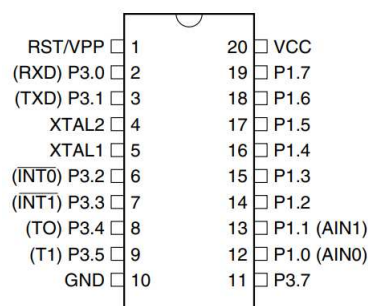 RST/VPP 1 20 VCC
(RXD) P3.0 2 19 P1.7
(TXD) P3.1 3 18 P1.6
XTAL2 4 17 P1.5
XTAL1 5 16 P1.4
(I̅N̅T̅0̅) P3.2 6 15 P1.3
(I̅N̅T̅1̅) P3.3 7 14 P1.2
(TO) P3.4 8 13 P1.1 (AIN1)
(T1) P3.5 9 12 P1.0 (AIN0)
GND 10 11 P3.7